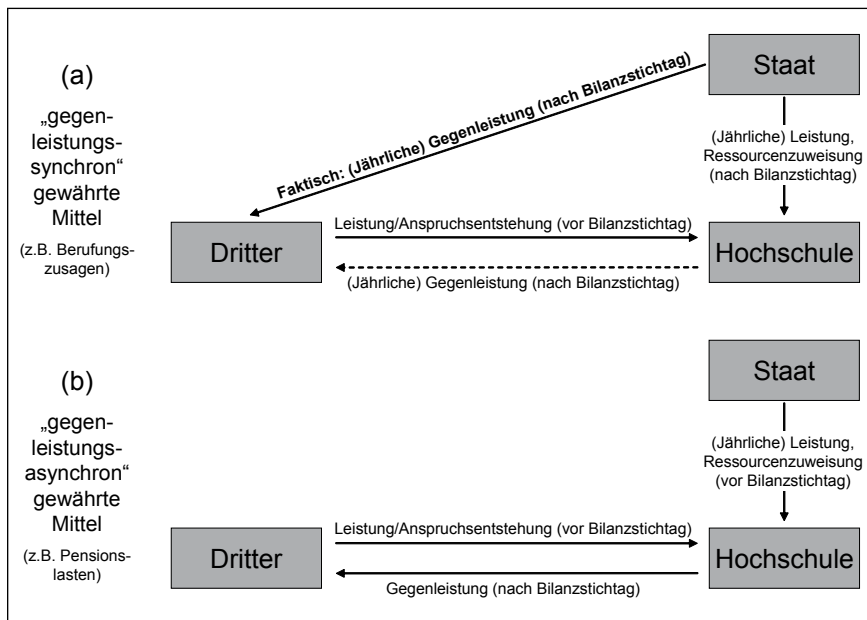 (a)
„gegen-
leistungs-
synchron“
gewährte
Mittel
(z.B. Berufungs-
zusagen)
Staat
Faktisch: (Jährliche) Gegenleistung (nach Bilanzstichtag)
(Jährliche) Leistung,
Ressourcenzuweisung
(nach Bilanzstichtag)
Dritter
Leistung/Anspruchsentstehung (vor Bilanzstichtag)
(Jährliche) Gegenleistung (nach Bilanzstichtag)
Hochschule
(b)
„gegen-
leistungs-
asynchron“
gewährte
Mittel
(z.B. Pensions-
lasten)
Staat
(Jährliche) Leistung,
Ressourcenzuweisung
(vor Bilanzstichtag)
Dritter
Leistung/Anspruchsentstehung (vor Bilanzstichtag)
Gegenleistung (nach Bilanzstichtag)
Hochschule